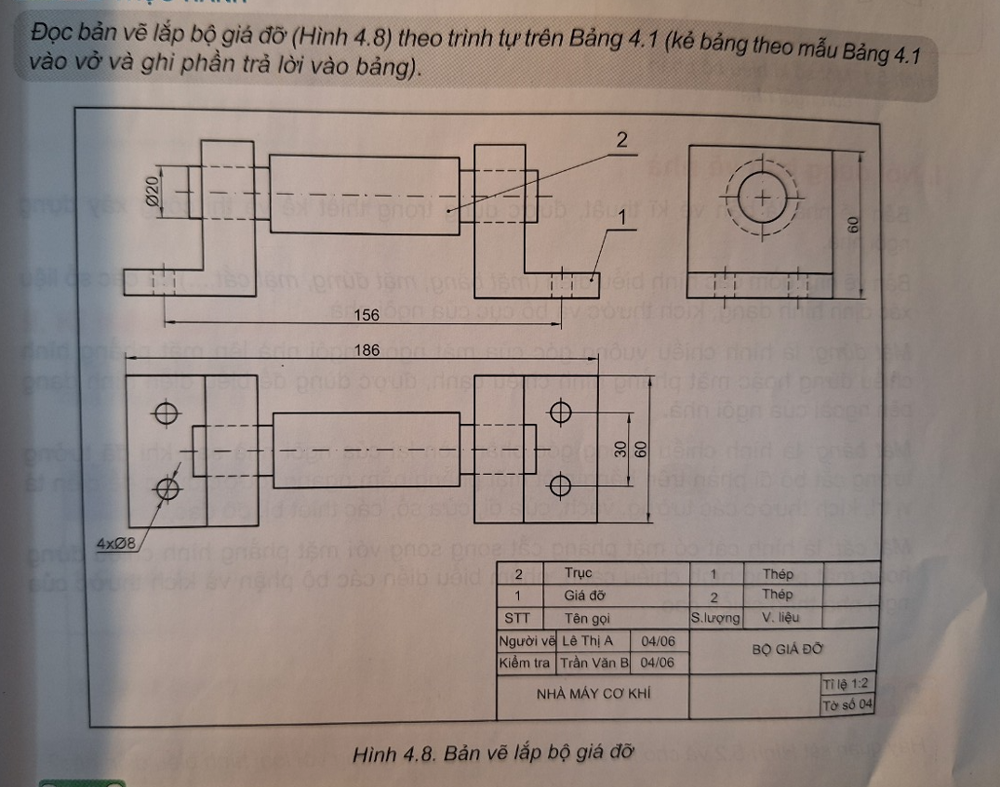 Đọc bản vẽ lắp bộ giá đỡ (Hình 4.8) theo trình tự trên Bảng 4.1 (kẻ bảng theo mẫu Bảng 4.1
vào vở và ghi phần trả lời vào bảng).
2
Ø20
1
60
156
186
30
60
4xØ8
2 Trục 1 Thép
1 Giá đỡ 2 Thép
STT Tên gọi S.lượng V. liệu
Người vẽ Lê Thị A 04/06
BỘ GIÁ ĐỠ
Kiểm tra Trần Văn B 04/06
NHÀ MÁY CƠ KHÍ
Tỉ lệ 1:2
Tờ số 04
Hình 4.8. Bản vẽ lắp bộ giá đỡ